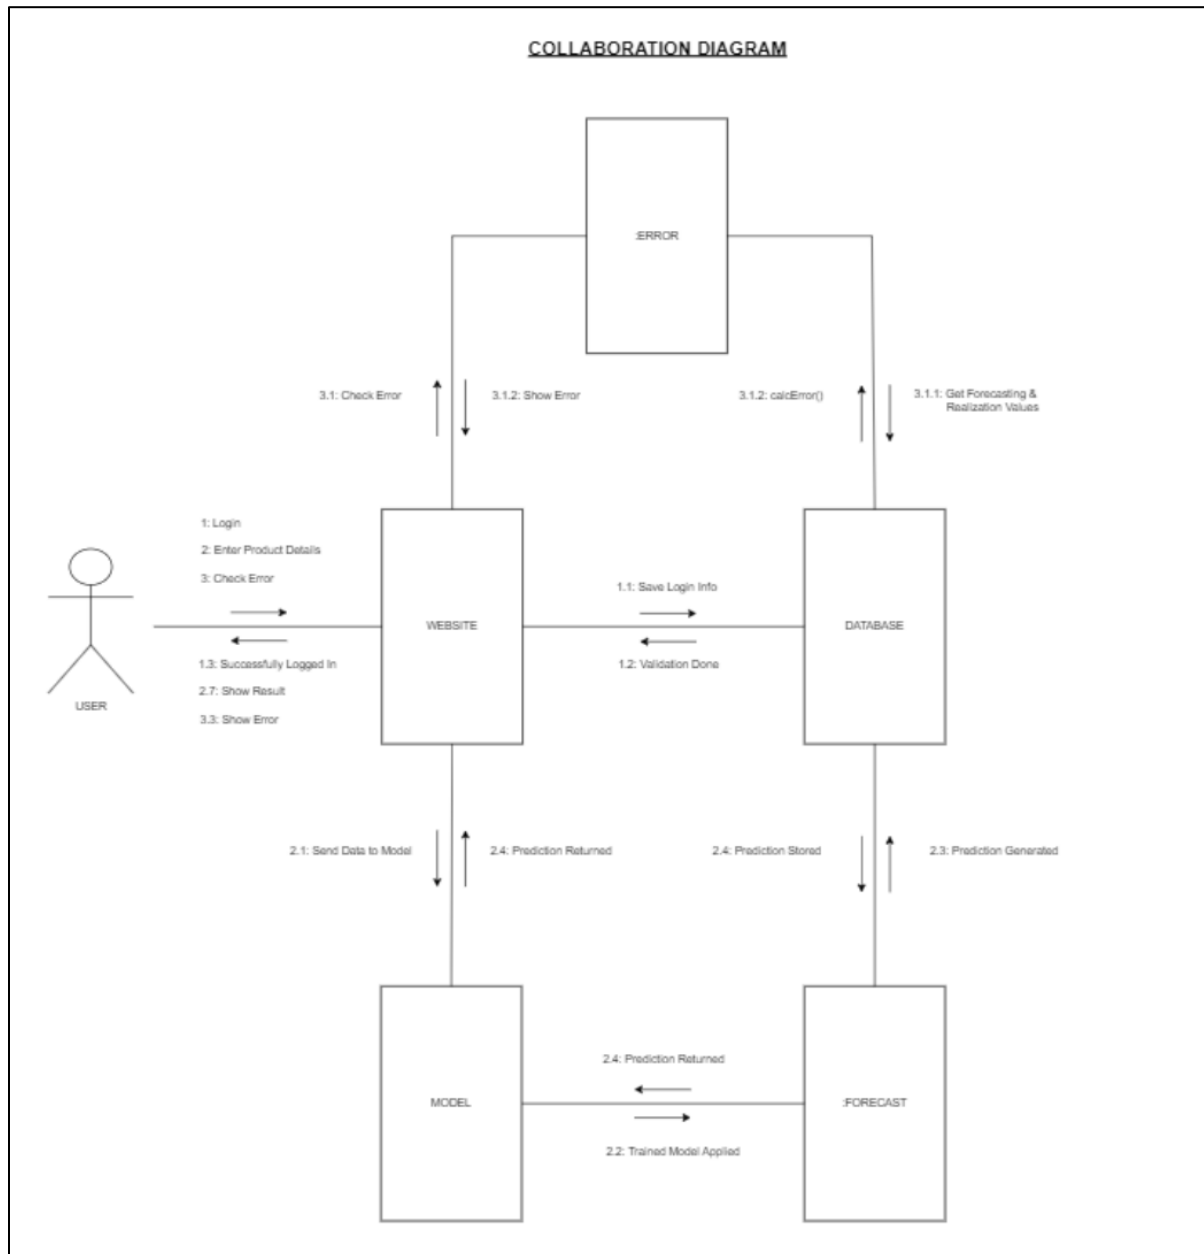 COLLABORATION DIAGRAM
:ERROR
3.1: Check Error
3.1.2: Show Error
3.1.2: calcError()
3.1.1: Get Forecasting &
Realization Values
1: Login
2: Enter Product Details
3: Check Error
1.3: Successfully Logged In
2.7: Show Result
3.3: Show Error
USER
WEBSITE
1.1: Save Login Info
1.2: Validation Done
DATABASE
2.1: Send Data to Model
2.4: Prediction Returned
2.4: Prediction Stored
2.3: Prediction Generated
MODEL
2.4: Prediction Returned
2.2: Trained Model Applied
:FORECAST